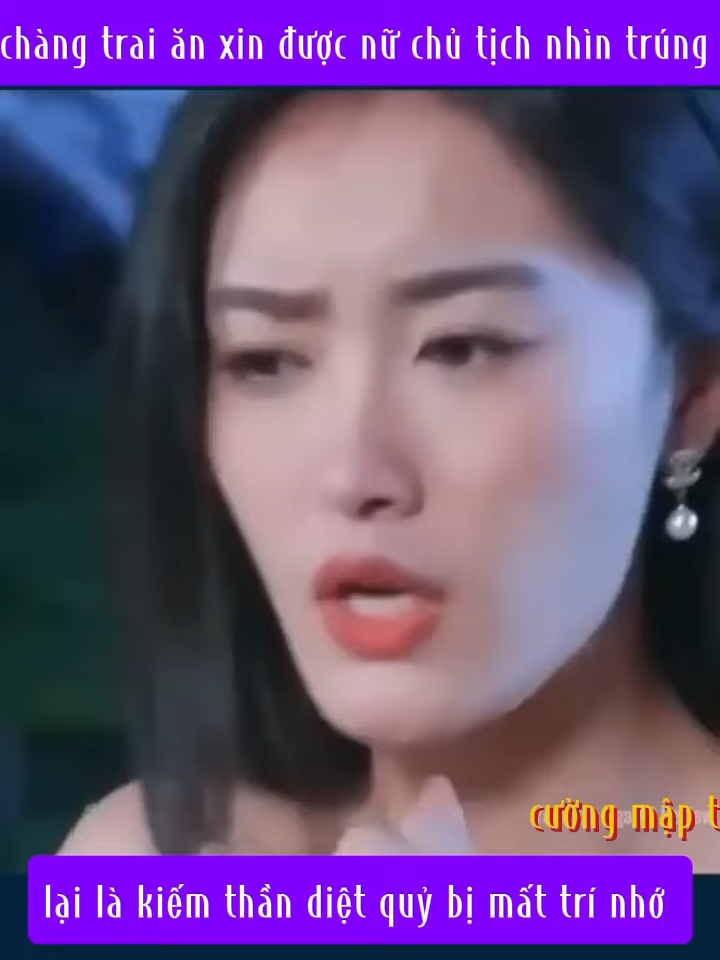 chàng trai ăn xin được nữ chủ tịch nhìn trúng
cường mập
lại là kiếm thần diệt quỷ bị mất trí nhớ